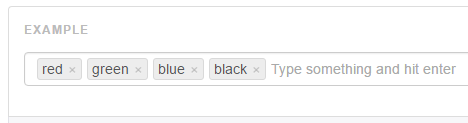 EXAMPLE
red × green × blue × black × Type something and hit enter